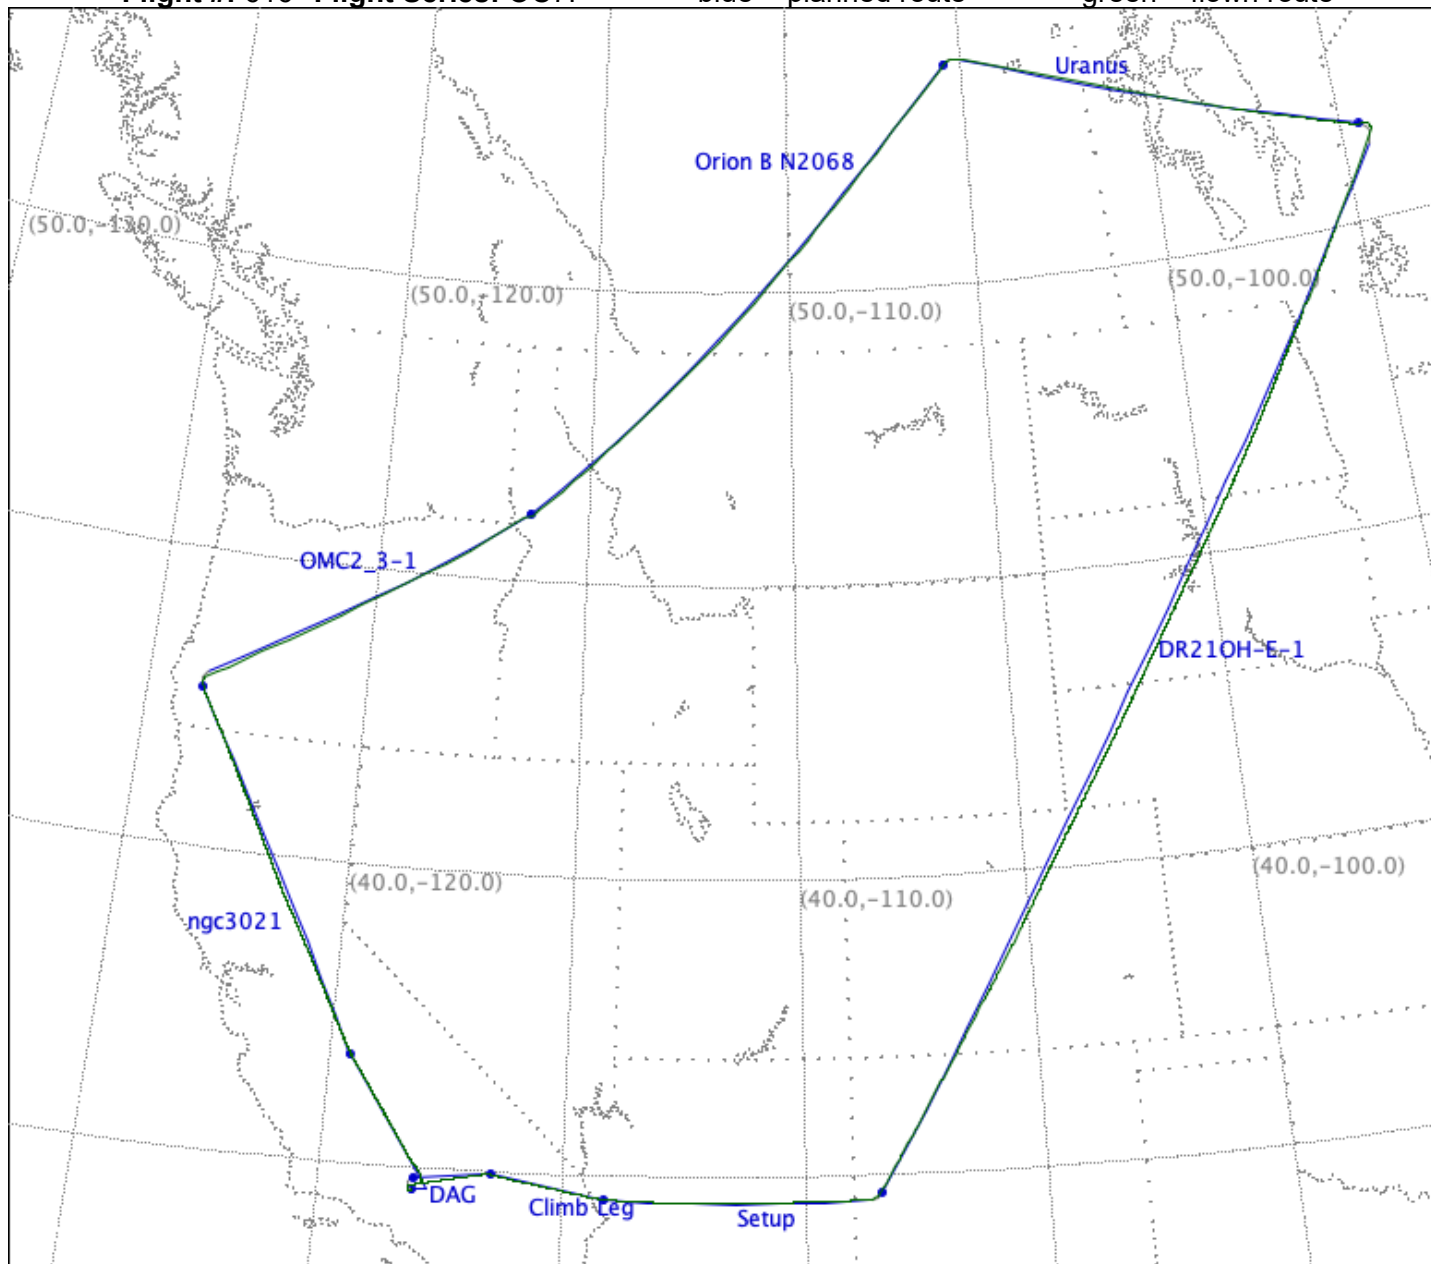 Uranus
Orion B N2068
(50.0,-130.0)
(50.0,-120.0)
(50.0,-110.0)
(50.0,-100.0)
OMC2_3-1
DR21OH-E-1
(40.0,-120.0)
(40.0,-110.0)
(40.0,-100.0)
ngc3021
DAG
Climb Leg
Setup